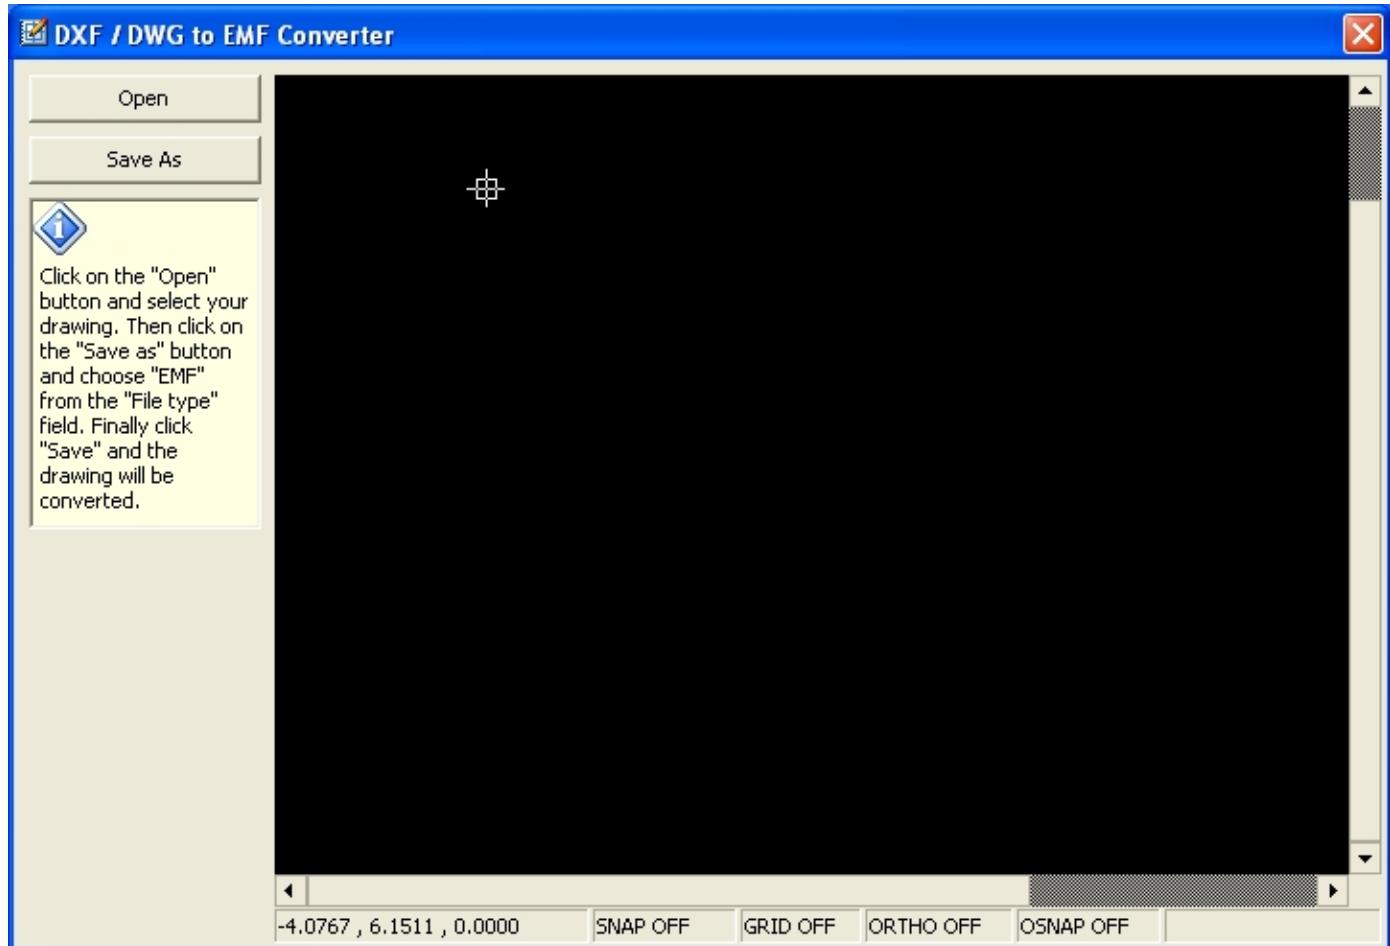 DXF / DWG to EMF Converter
Open
Save As
Click on the "Open"
button and select your
drawing. Then click on
the "Save as" button
and choose "EMF"
from the "File type"
field. Finally click
"Save" and the
drawing will be
converted.
-4.0767 , 6.1511 , 0.0000 SNAP OFF GRID OFF ORTHO OFF OSNAP OFF